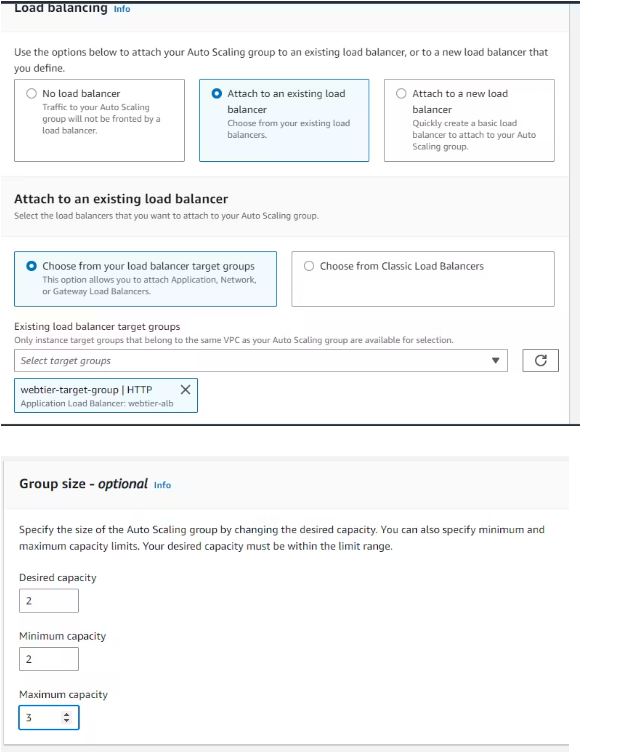 Load balancing Info
Use the options below to attach your Auto Scaling group to an existing load balancer, or to a new load balancer that
you define.
No load balancer
Traffic to your Auto Scaling
group will not be fronted by a
load balancer.
Attach to an existing load
balancer
Choose from your existing load
balancers.
Attach to a new load
balancer
Quickly create a basic load
balancer to attach to your Auto
Scaling group.
Attach to an existing load balancer
Select the load balancers that you want to attach to your Auto Scaling group.
Choose from your load balancer target groups
This option allows you to attach Application, Network,
or Gateway Load Balancers.
Choose from Classic Load Balancers
Existing load balancer target groups
Only instance target groups that belong to the same VPC as your Auto Scaling group are available for selection.
Select target groups
webtier-target-group | HTTP
Application Load Balancer: webtier-alb
Group size - optional Info
Specify the size of the Auto Scaling group by changing the desired capacity. You can also specify minimum and
maximum capacity limits. Your desired capacity must be within the limit range.
Desired capacity
2
Minimum capacity
2
Maximum capacity
3